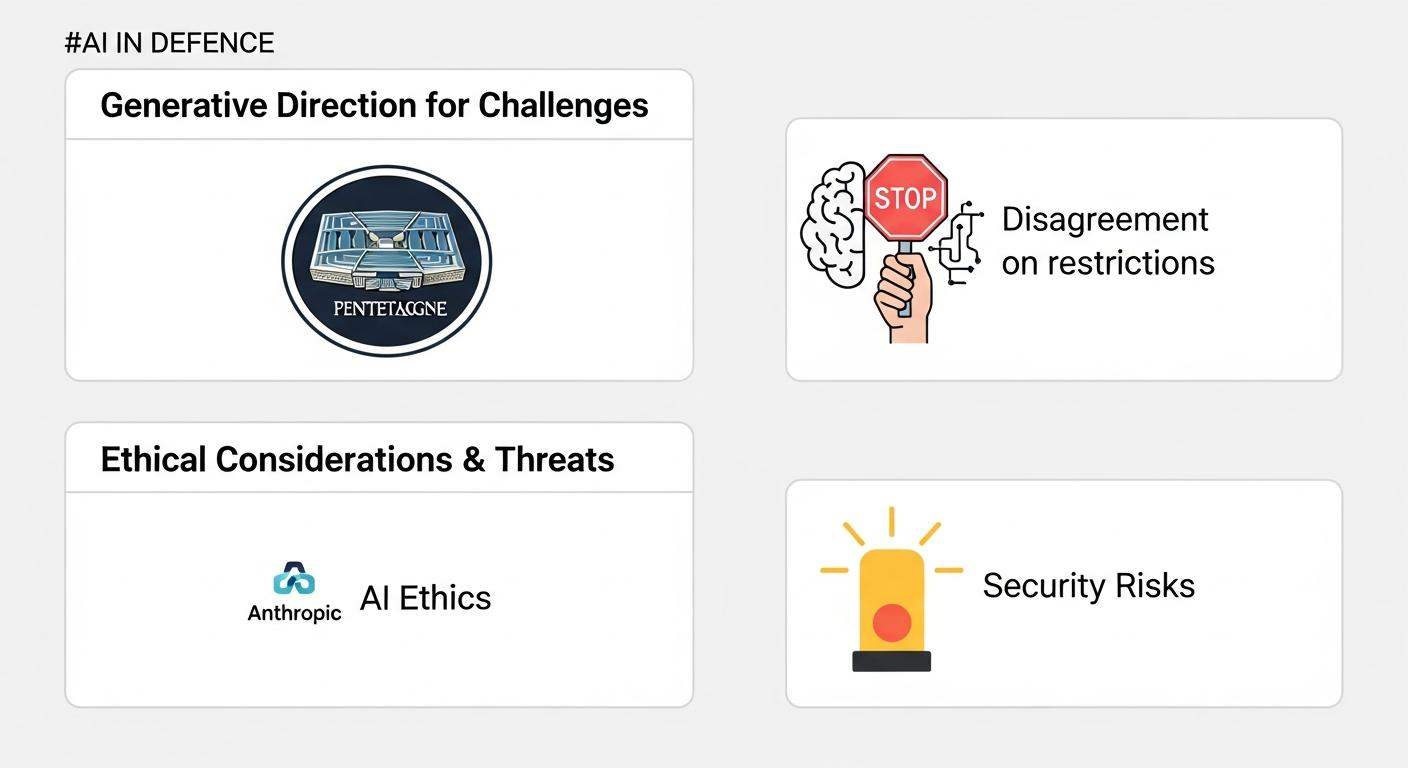 #AI IN DEFENCE
Generative Direction for Challenges
PENTETAGNE
STOP
Disagreement
on restrictions
Ethical Considerations & Threats
Anthropic
AI Ethics
Security Risks